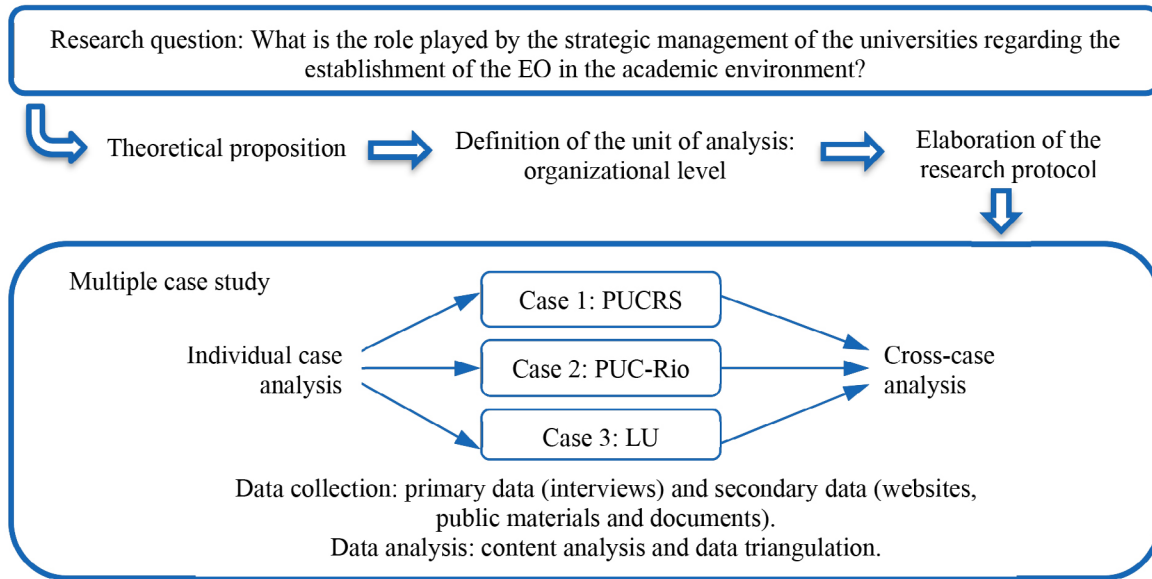 Research question: What is the role played by the strategic management of the universities regarding the
establishment of the EO in the academic environment?
Theoretical proposition
Definition of the unit of analysis:
organizational level
Elaboration of the
research protocol
Multiple case study
Individual case
analysis
Case 1: PUCRS
Case 2: PUC-Rio
Case 3: LU
Cross-case
analysis
Data collection: primary data (interviews) and secondary data (websites,
public materials and documents).
Data analysis: content analysis and data triangulation.